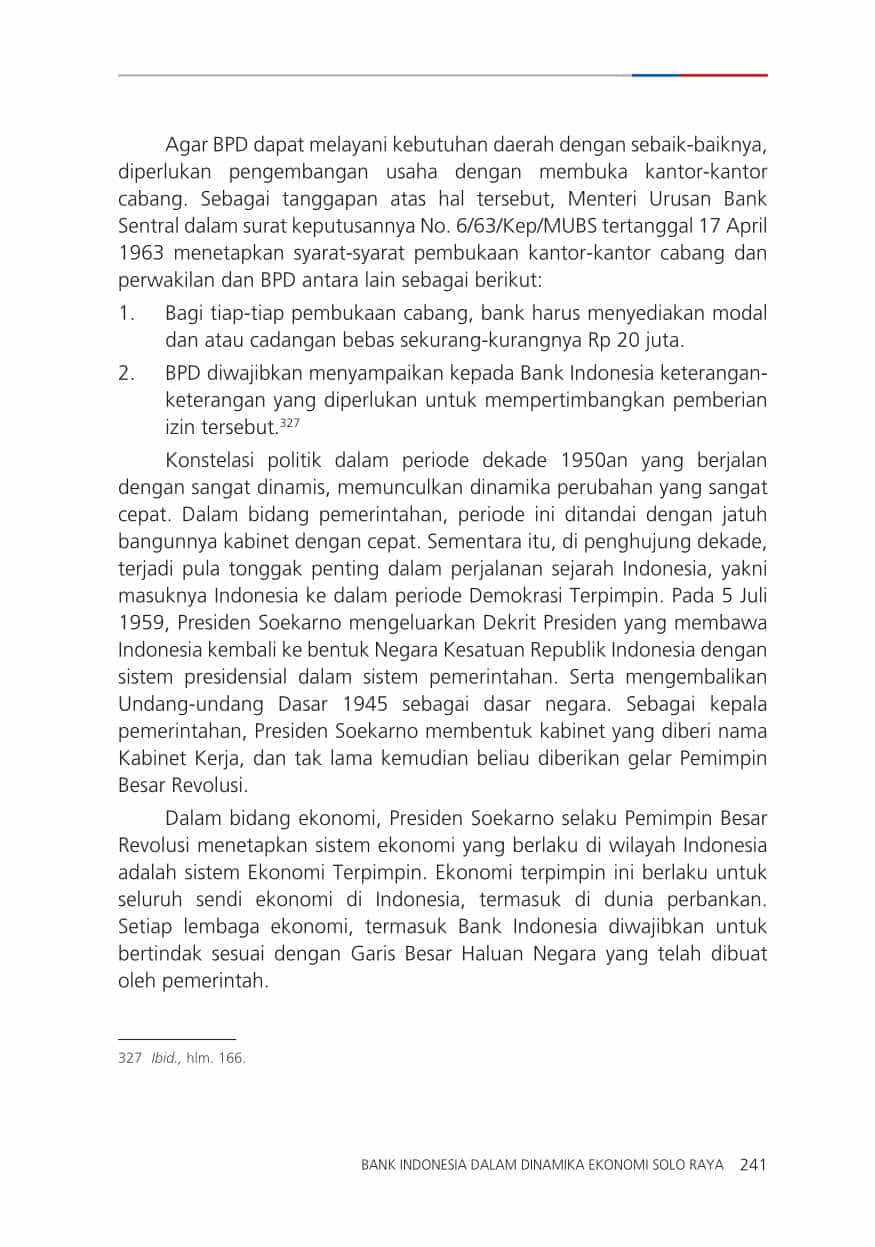 Agar BPD dapat melayani kebutuhan daerah dengan sebaik-baiknya,
diperlukan pengembangan usaha dengan membuka kantor-kantor
cabang. Sebagai tanggapan atas hal tersebut, Menteri Urusan Bank
Sentral dalam surat keputusannya No. 6/63/Kep/MUBS tertanggal 17 April
1963 menetapkan syarat-syarat pembukaan kantor-kantor cabang dan
perwakilan dan BPD antara lain sebagai berikut:
1. Bagi tiap-tiap pembukaan cabang, bank harus menyediakan modal
dan atau cadangan bebas sekurang-kurangnya Rp 20 juta.
2. BPD diwajibkan menyampaikan kepada Bank Indonesia keterangan-
keterangan yang diperlukan untuk mempertimbangkan pemberian
izin tersebut.327
Konstelasi politik dalam periode dekade 1950an yang berjalan
dengan sangat dinamis, memunculkan dinamika perubahan yang sangat
cepat. Dalam bidang pemerintahan, periode ini ditandai dengan jatuh
bangunnya kabinet dengan cepat. Sementara itu, di penghujung dekade,
terjadi pula tonggak penting dalam perjalanan sejarah Indonesia, yakni
masuknya Indonesia ke dalam periode Demokrasi Terpimpin. Pada 5 Juli
1959, Presiden Soekarno mengeluarkan Dekrit Presiden yang membawa
Indonesia kembali ke bentuk Negara Kesatuan Republik Indonesia dengan
sistem presidensial dalam sistem pemerintahan. Serta mengembalikan
Undang-undang Dasar 1945 sebagai dasar negara. Sebagai kepala
pemerintahan, Presiden Soekarno membentuk kabinet yang diberi nama
Kabinet Kerja, dan tak lama kemudian beliau diberikan gelar Pemimpin
Besar Revolusi.
Dalam bidang ekonomi, Presiden Soekarno selaku Pemimpin Besar
Revolusi menetapkan sistem ekonomi yang berlaku di wilayah Indonesia
adalah sistem Ekonomi Terpimpin. Ekonomi terpimpin ini berlaku untuk
seluruh sendi ekonomi di Indonesia, termasuk di dunia perbankan.
Setiap lembaga ekonomi, termasuk Bank Indonesia diwajibkan untuk
bertindak sesuai dengan Garis Besar Haluan Negara yang telah dibuat
oleh pemerintah.
327 Ibid., hlm. 166.
BANK INDONESIA DALAM DINAMIKA EKONOMI SOLO RAYA 241